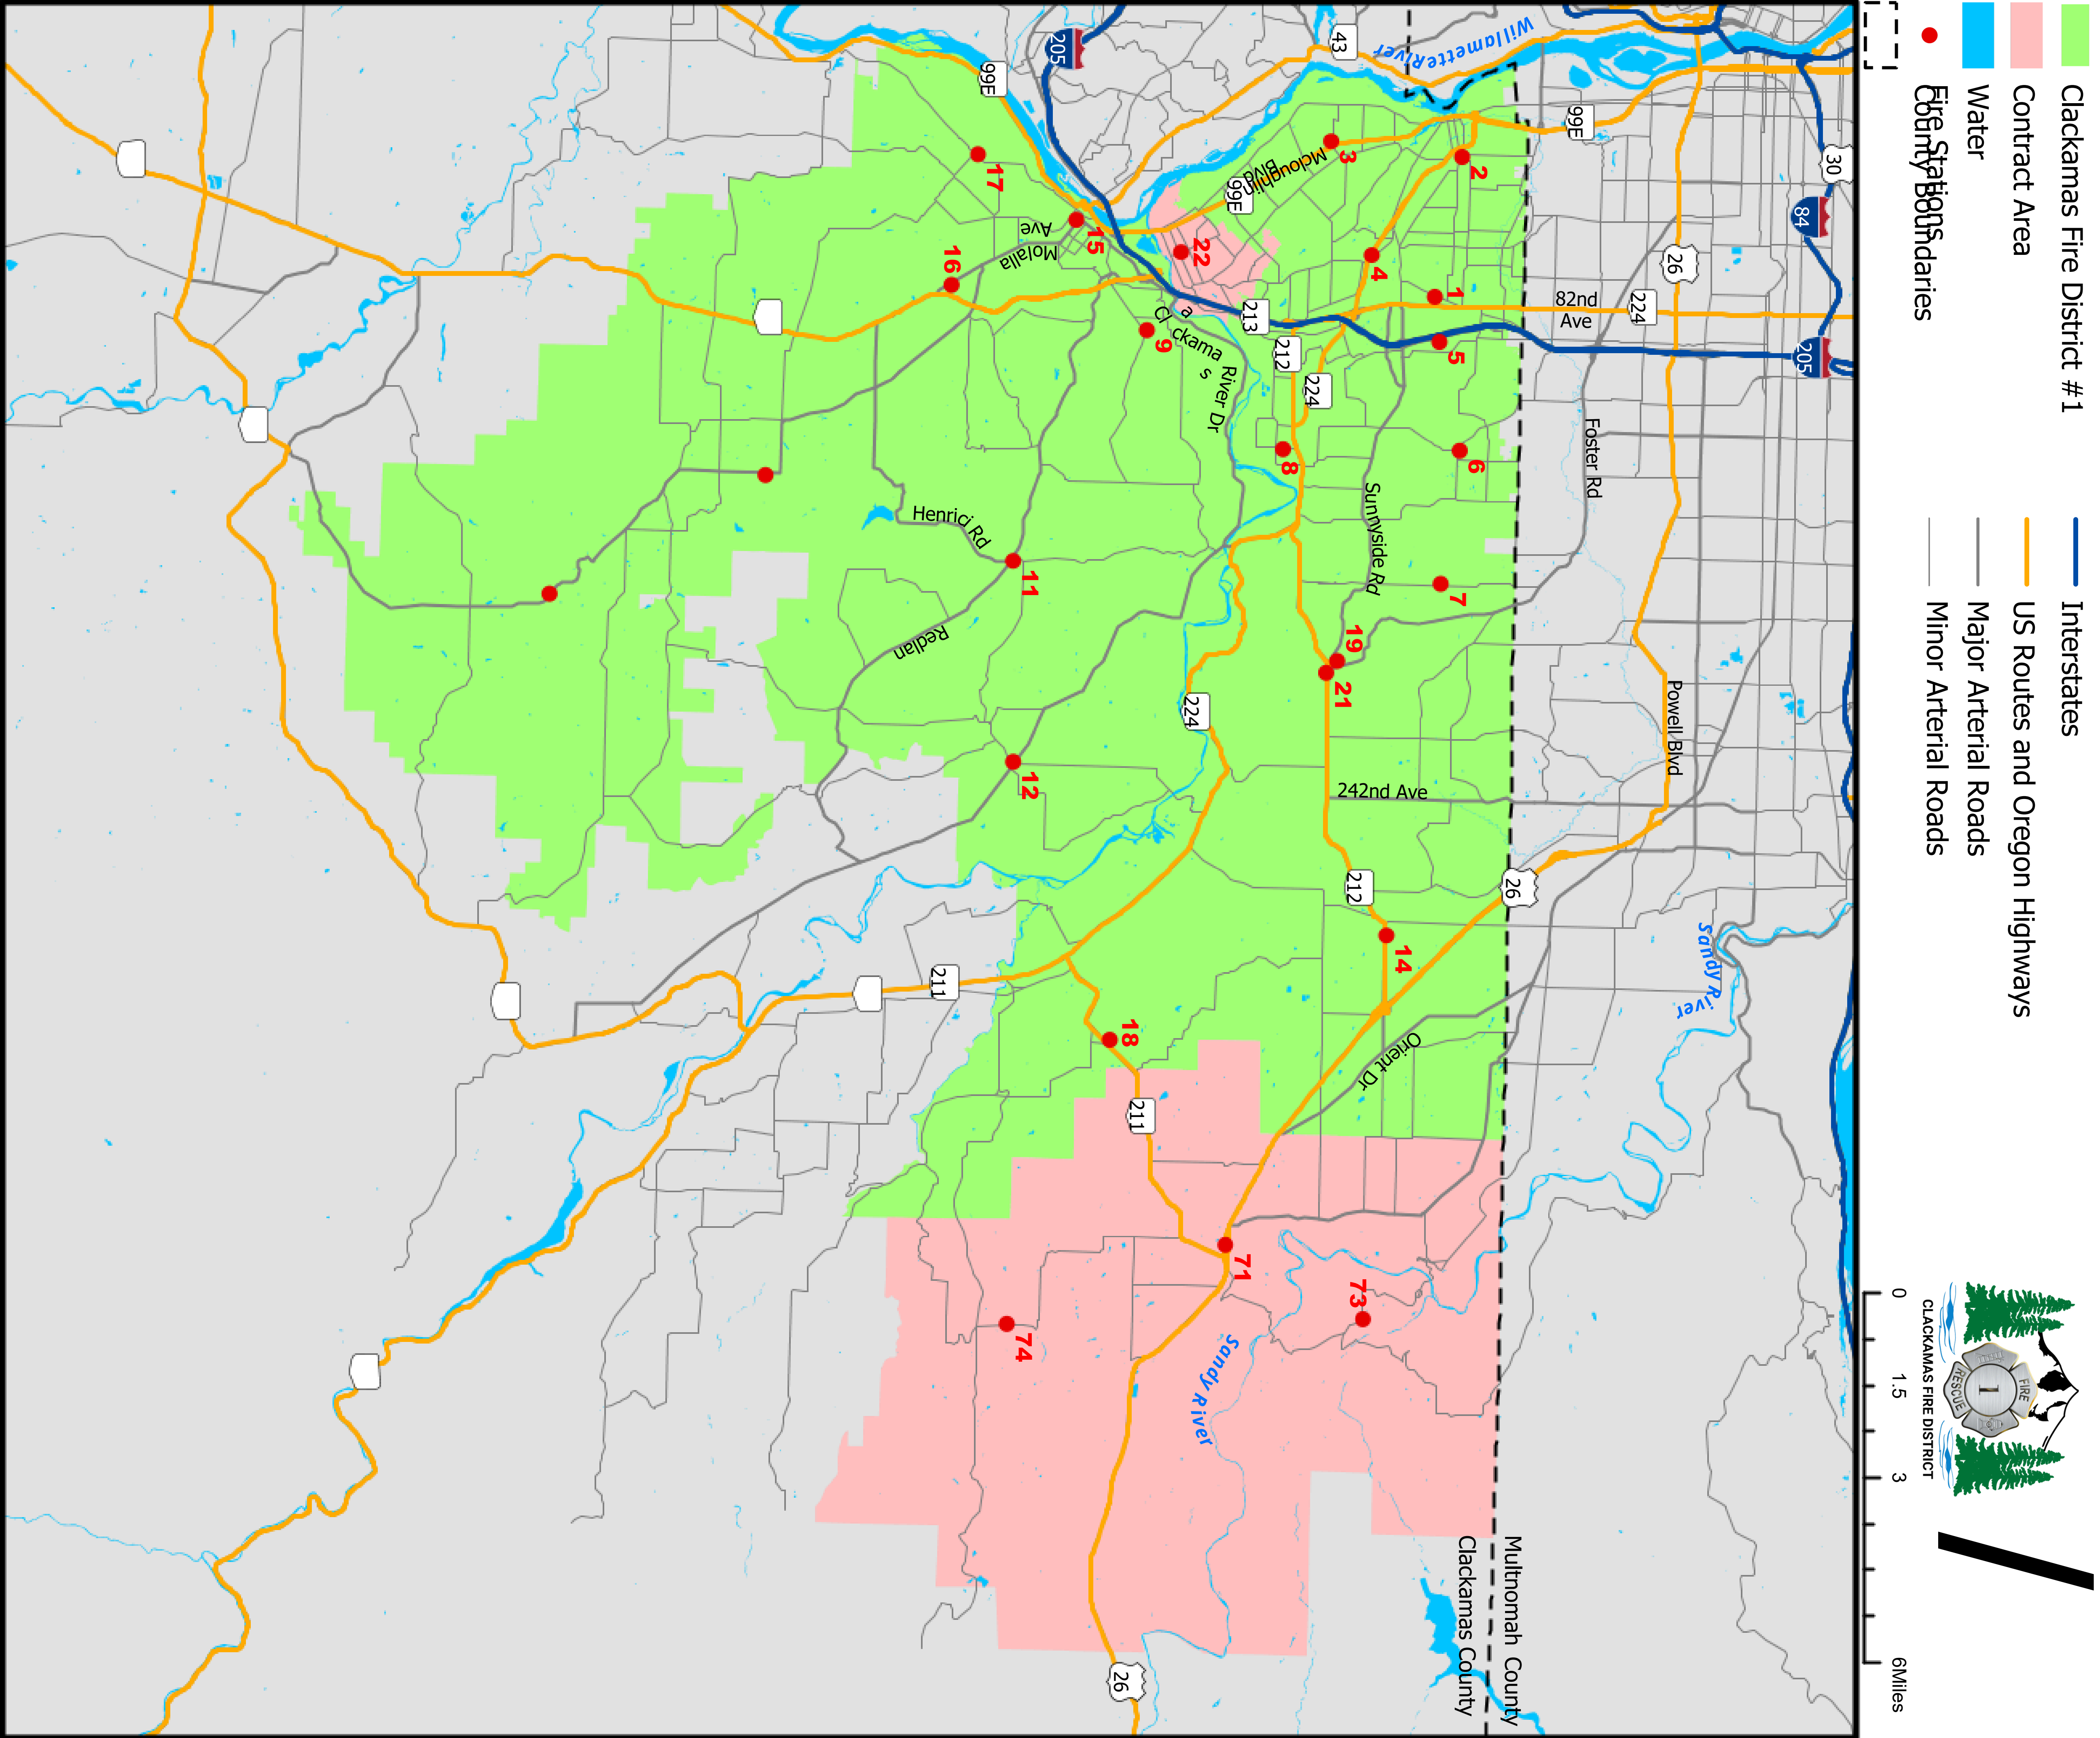 Clackamas Fire District #1
Contract Area
Water
Fire Stations
County Boundaries
Interstates
US Routes and Oregon Highways
Major Arterial Roads
Minor Arterial Roads
0 1.5 3 6Miles
FIRE
RESCUE
1
CLACKAMAS FIRE DISTRICT
30
84
205
26
224
82nd
Ave
99E
Willamette River
43
205
99E
Foster Rd
Powell Blvd
Sandy River
26
Multnomah County
Clackamas County
2
3
Mcloughlin
Blvd
99E
4
1
5
6
7
22
213
212
224
8
Sunnyside Rd
19
21
242nd Ave
212
14
Orient Dr
17
15
Molalla
Ave
16
9
Clackamas
River Dr
Henrici Rd
11
Redlan
12
224
211
18
211
71
73
74
Sandy River
26